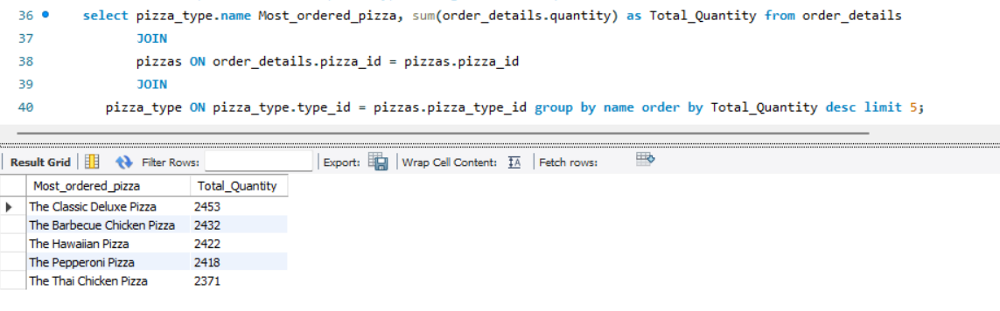 36 select pizza_type.name Most_ordered_pizza, sum(order_details.quantity) as Total_Quantity from order_details
37 JOIN
38 pizzas ON order_details.pizza_id = pizzas.pizza_id
39 JOIN
40 pizza_type ON pizza_type.type_id = pizzas.pizza_type_id group by name order by Total_Quantity desc limit 5;
Result Grid Filter Rows: Export: Wrap Cell Content: IA Fetch rows:
Most_ordered_pizza Total_Quantity
The Classic Deluxe Pizza 2453
The Barbecue Chicken Pizza 2432
The Hawaiian Pizza 2422
The Pepperoni Pizza 2418
The Thai Chicken Pizza 2371